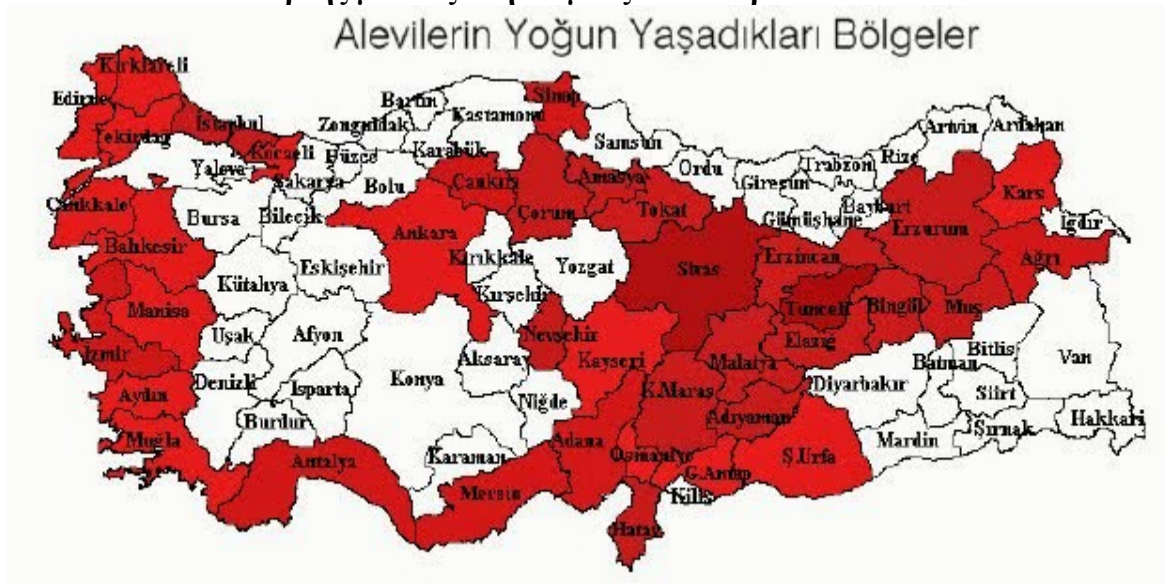 Alevilerin Yoğun Yaşadıkları Bölgeler
Kırklareli
Edirne
Tekirdağ
İstanbul
Kocaeli
Yalova
Sakarya
Düzce
Zonguldak
Bartın
Karabük
Kastamonu
Sinop
Samsun
Ordu
Giresun
Trabzon
Rize
Artvin
Ardahan
Çanakkale
Balıkesir
Bursa
Bilecik
Bolu
Çankırı
Çorum
Amasya
Tokat
Gümüşhane
Bayburt
Erzurum
Kars
Iğdır
Ağrı
Ankara
Kırıkkale
Yozgat
Sivas
Erzincan
Eskişehir
Kütahya
Manisa
Uşak
Afyon
Kırşehir
Nevşehir
Kayseri
Tunceli
Bingöl
Muş
Elazığ
Malatya
İzmir
Aydın
Denizli
Isparta
Burdur
Konya
Aksaray
Niğde
K.Maraş
Adıyaman
Diyarbakır
Batman
Bitlis
Van
Siirt
Şırnak
Hakkari
Mardin
Ş.Urfa
Muğla
Antalya
Karaman
Mersin
Adana
Osmaniye
G.Antap
Kilis
Hatay